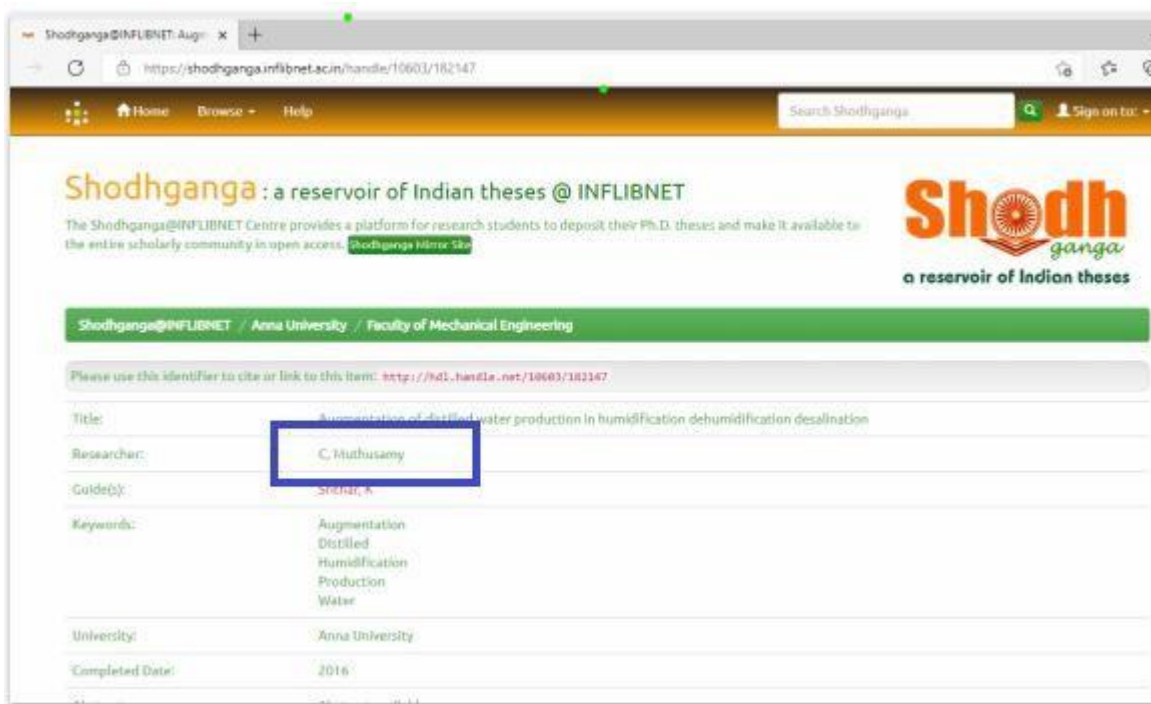 Shodhganga@INFLIBNET: Aug
https://shodhganga.inflibnet.ac.in/handle/10603/182147
Home Browse Help Search Shodhganga Sign on to:
Shodhganga : a reservoir of Indian theses @ INFLIBNET
The Shodhganga@INFLIBNET Centre provides a platform for research students to deposit their Ph.D. theses and make it available to
the entire scholarly community in open access. Shodhganga Mirror Site
Shodh
ganga
a reservoir of Indian theses
Shodhganga@INFLIBNET / Anna University / Faculty of Mechanical Engineering
Please use this identifier to cite or link to this item: http://hdl.handle.net/10603/182147
Title: Augmentation of distilled water production in humidification dehumidification desalination
Researcher: C, Muthusamy
Guide(s): Srithar, K
Keywords: Augmentation
Distilled
Humidification
Production
Water
University: Anna University
Completed Date: 2016